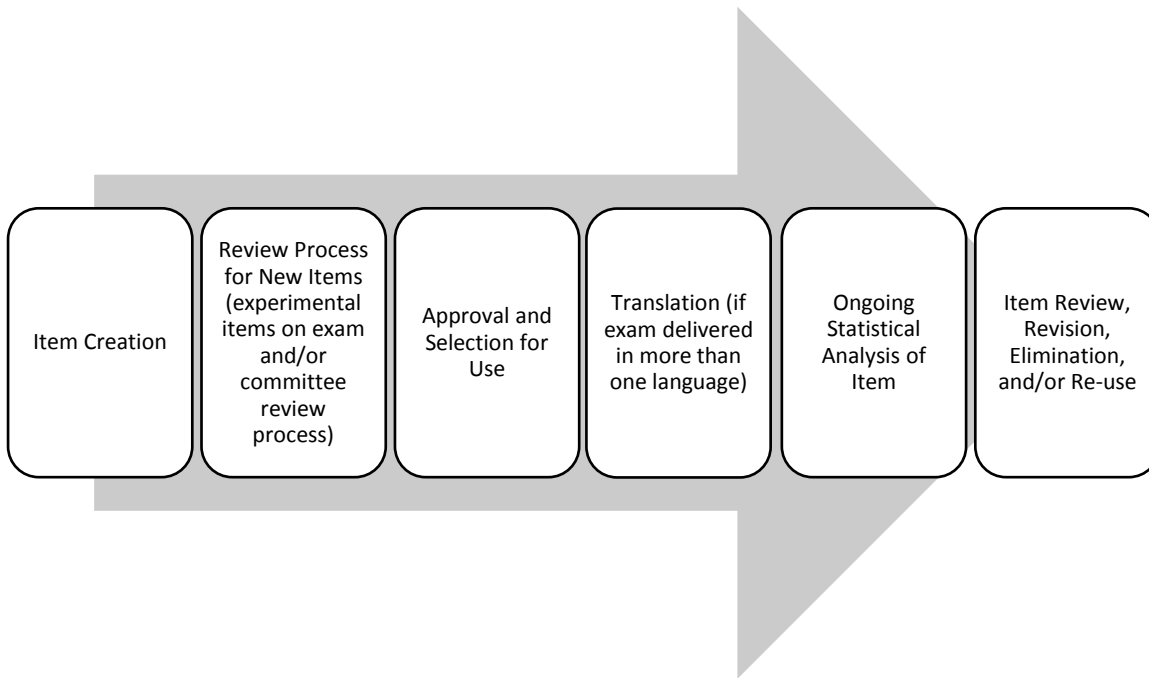 Item Creation
Review Process
for New Items
(experimental
items on exam
and/or
committee
review
process)
Approval and
Selection for
Use
Translation (if
exam delivered
in more than
one language)
Ongoing
Statistical
Analysis of
Item
Item Review,
Revision,
Elimination,
and/or Re-use